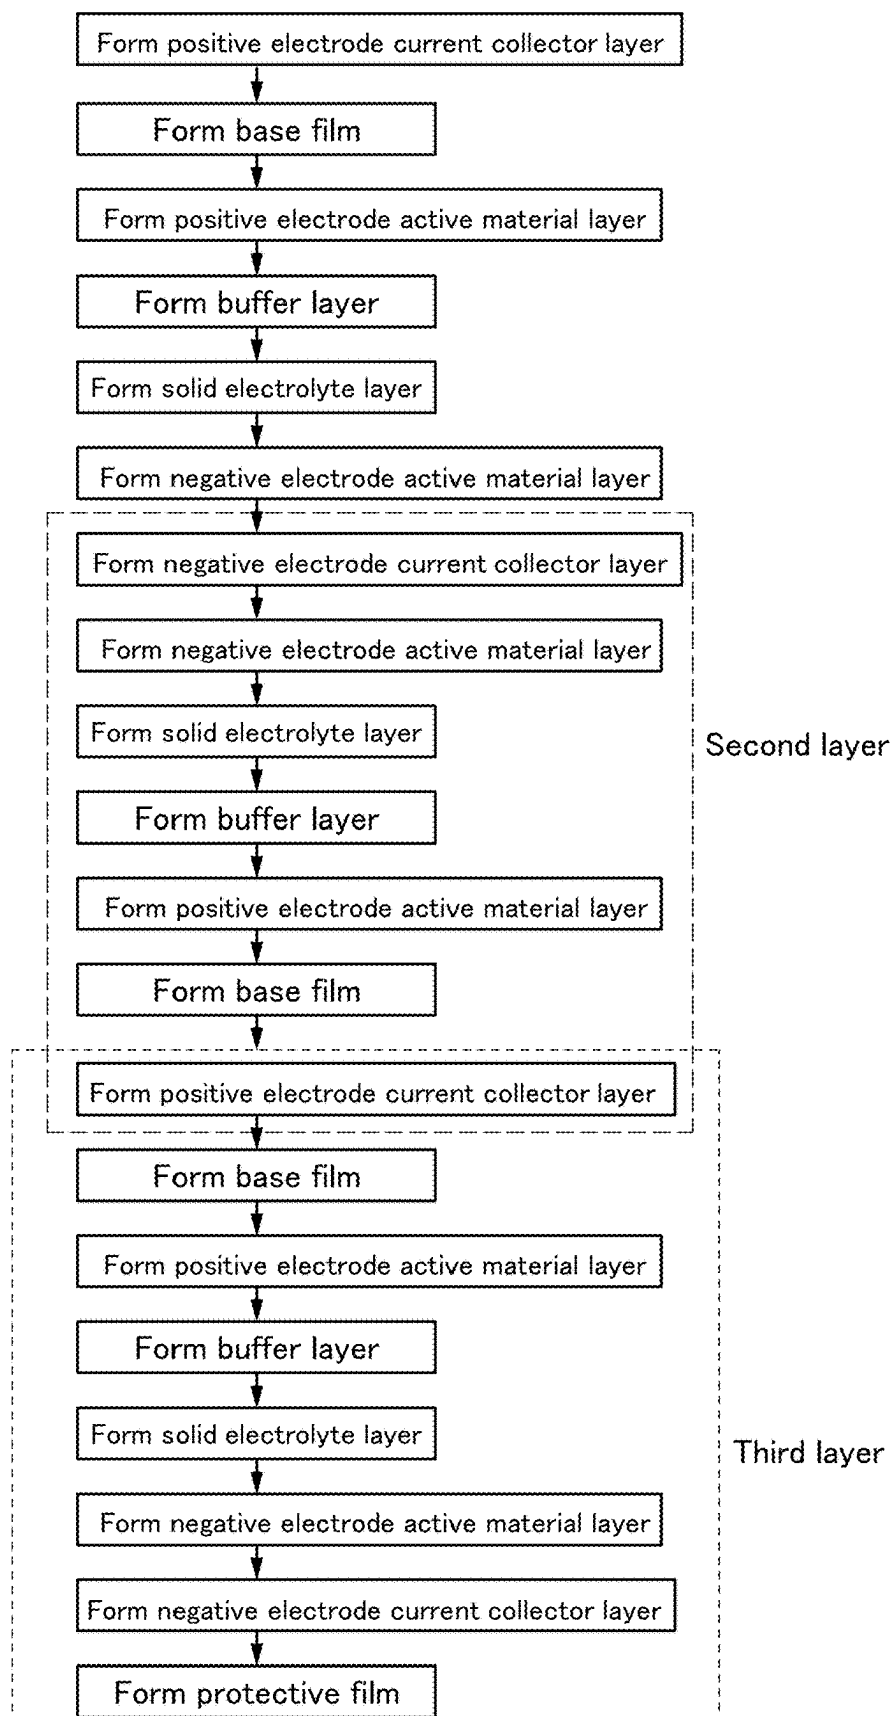 Form positive electrode current collector layer
Form base film
Form positive electrode active material layer
Form buffer layer
Form solid electrolyte layer
Form negative electrode active material layer
Form negative electrode current collector layer
Form negative electrode active material layer
Form solid electrolyte layer
Second layer
Form buffer layer
Form positive electrode active material layer
Form base film
Form positive electrode current collector layer
Form base film
Form positive electrode active material layer
Form buffer layer
Form solid electrolyte layer
Third layer
Form negative electrode active material layer
Form negative electrode current collector layer
Form protective film